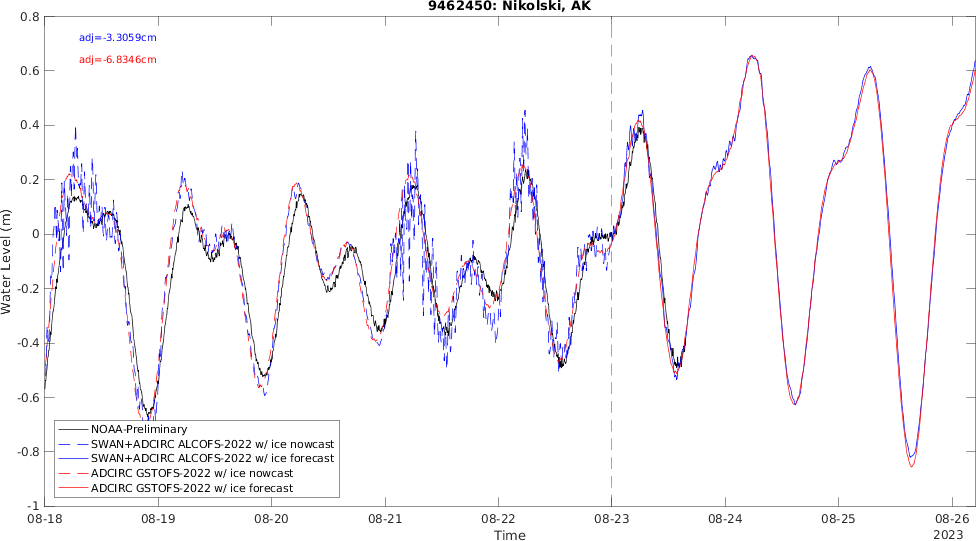 9462450: Nikolski, AK
adj=-3.3059cm
adj=-6.8346cm
Water Level (m)
0.8
0.6
0.4
0.2
0
-0.2
-0.4
-0.6
-0.8
-1
NOAA-Preliminary
SWAN+ADCIRC ALCOFS-2022 w/ ice nowcast
SWAN+ADCIRC ALCOFS-2022 w/ ice forecast
ADCIRC GSTOFS-2022 w/ ice nowcast
ADCIRC GSTOFS-2022 w/ ice forecast
08-18 08-19 08-20 08-21 08-22 08-23 08-24 08-25 08-26
Time
2023